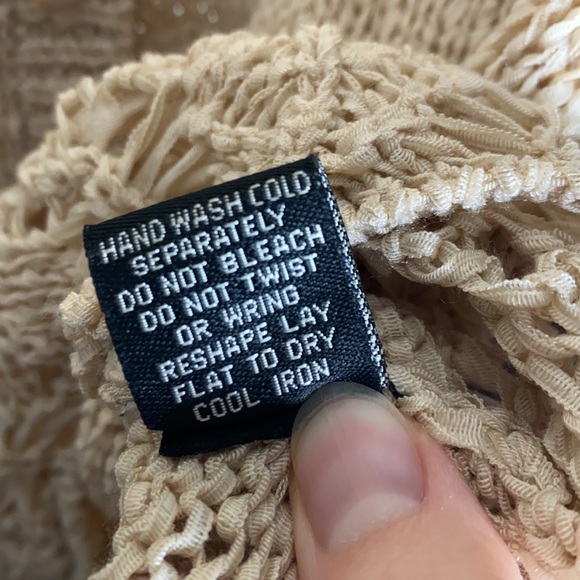 HAND WASH COLD
SEPARATELY
DO NOT BLEACH
DO NOT TWIST
OR WRING
RESHAPE LAY
FLAT TO DRY
COOL IRON